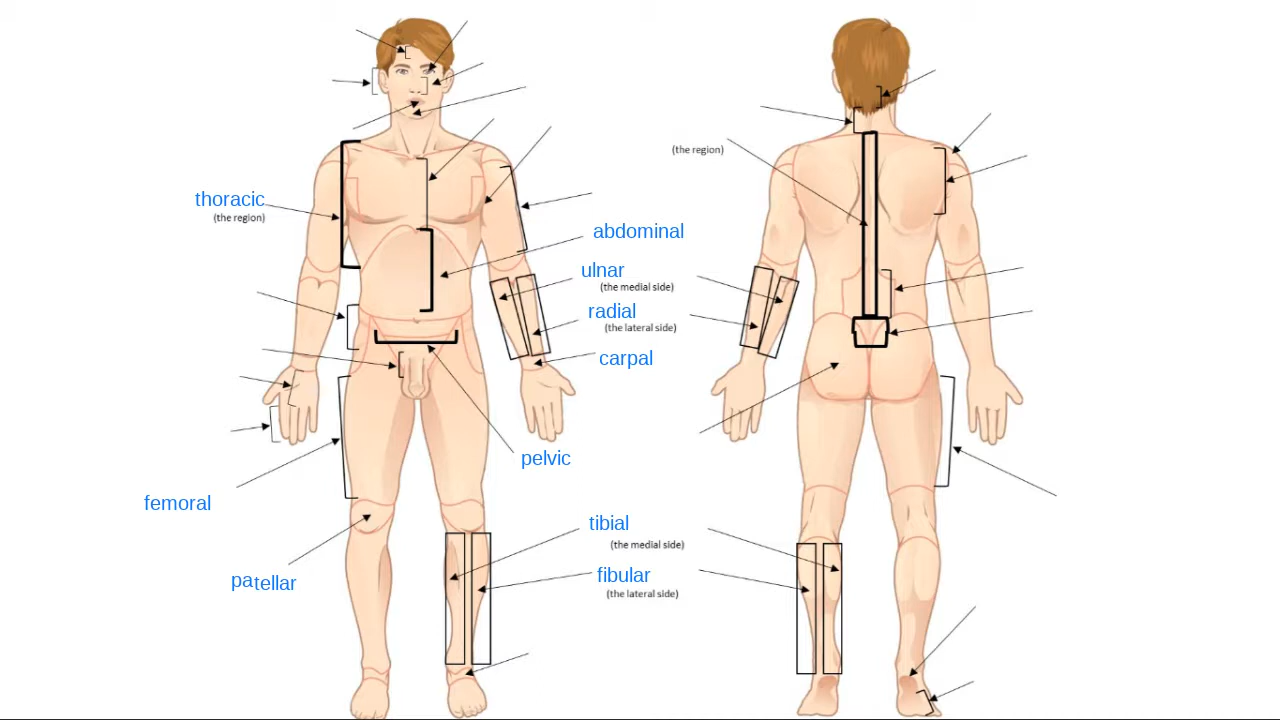 (the region)
thoracic
(the region)
abdominal
ulnar
(the medial side)
radial
(the lateral side)
carpal
pelvic
femoral
tibial
(the medial side)
fibular
(the lateral side)
patellar